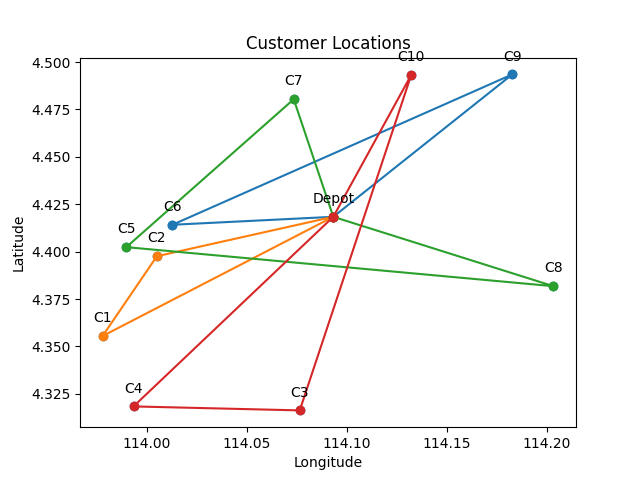 Customer Locations
C10
C9
4.500
C7
4.475
4.450
Depot
4.425
C6
C5
C2
4.400
C8
4.375
C1
4.350
C4
C3
4.325
114.00
114.05
114.10
114.15
114.20
Longitude
Latitude